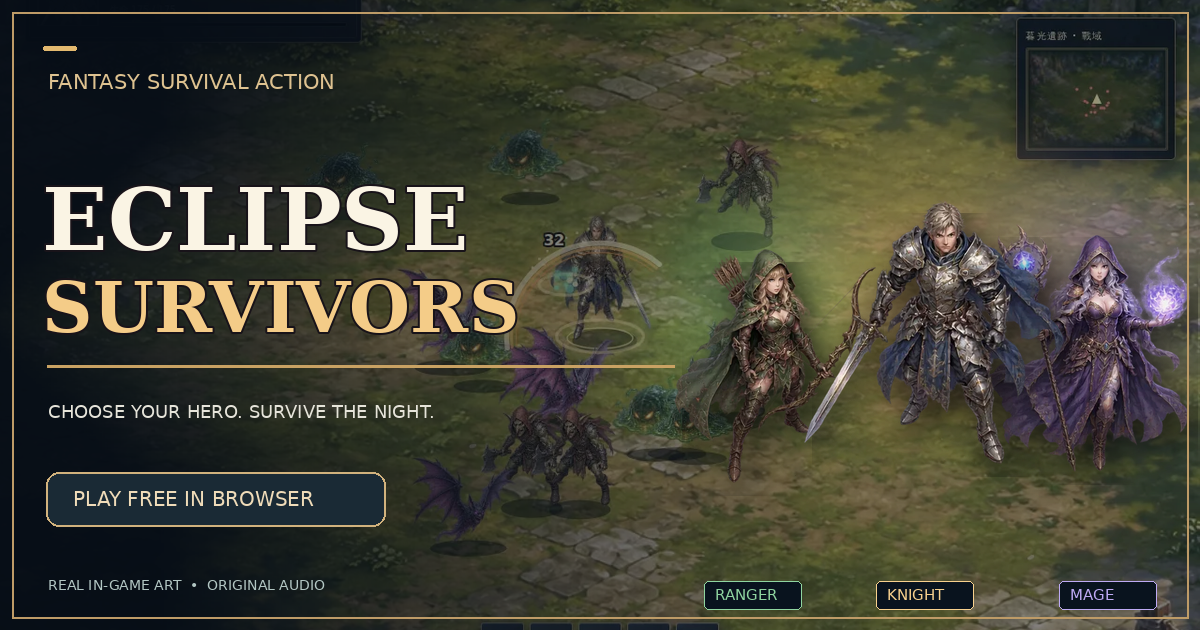 FANTASY SURVIVAL ACTION
暮光遺跡 • 戰域
ECLIPSE
SURVIVORS
32
CHOOSE YOUR HERO. SURVIVE THE NIGHT.
PLAY FREE IN BROWSER
REAL IN-GAME ART • ORIGINAL AUDIO
RANGER
KNIGHT
MAGE